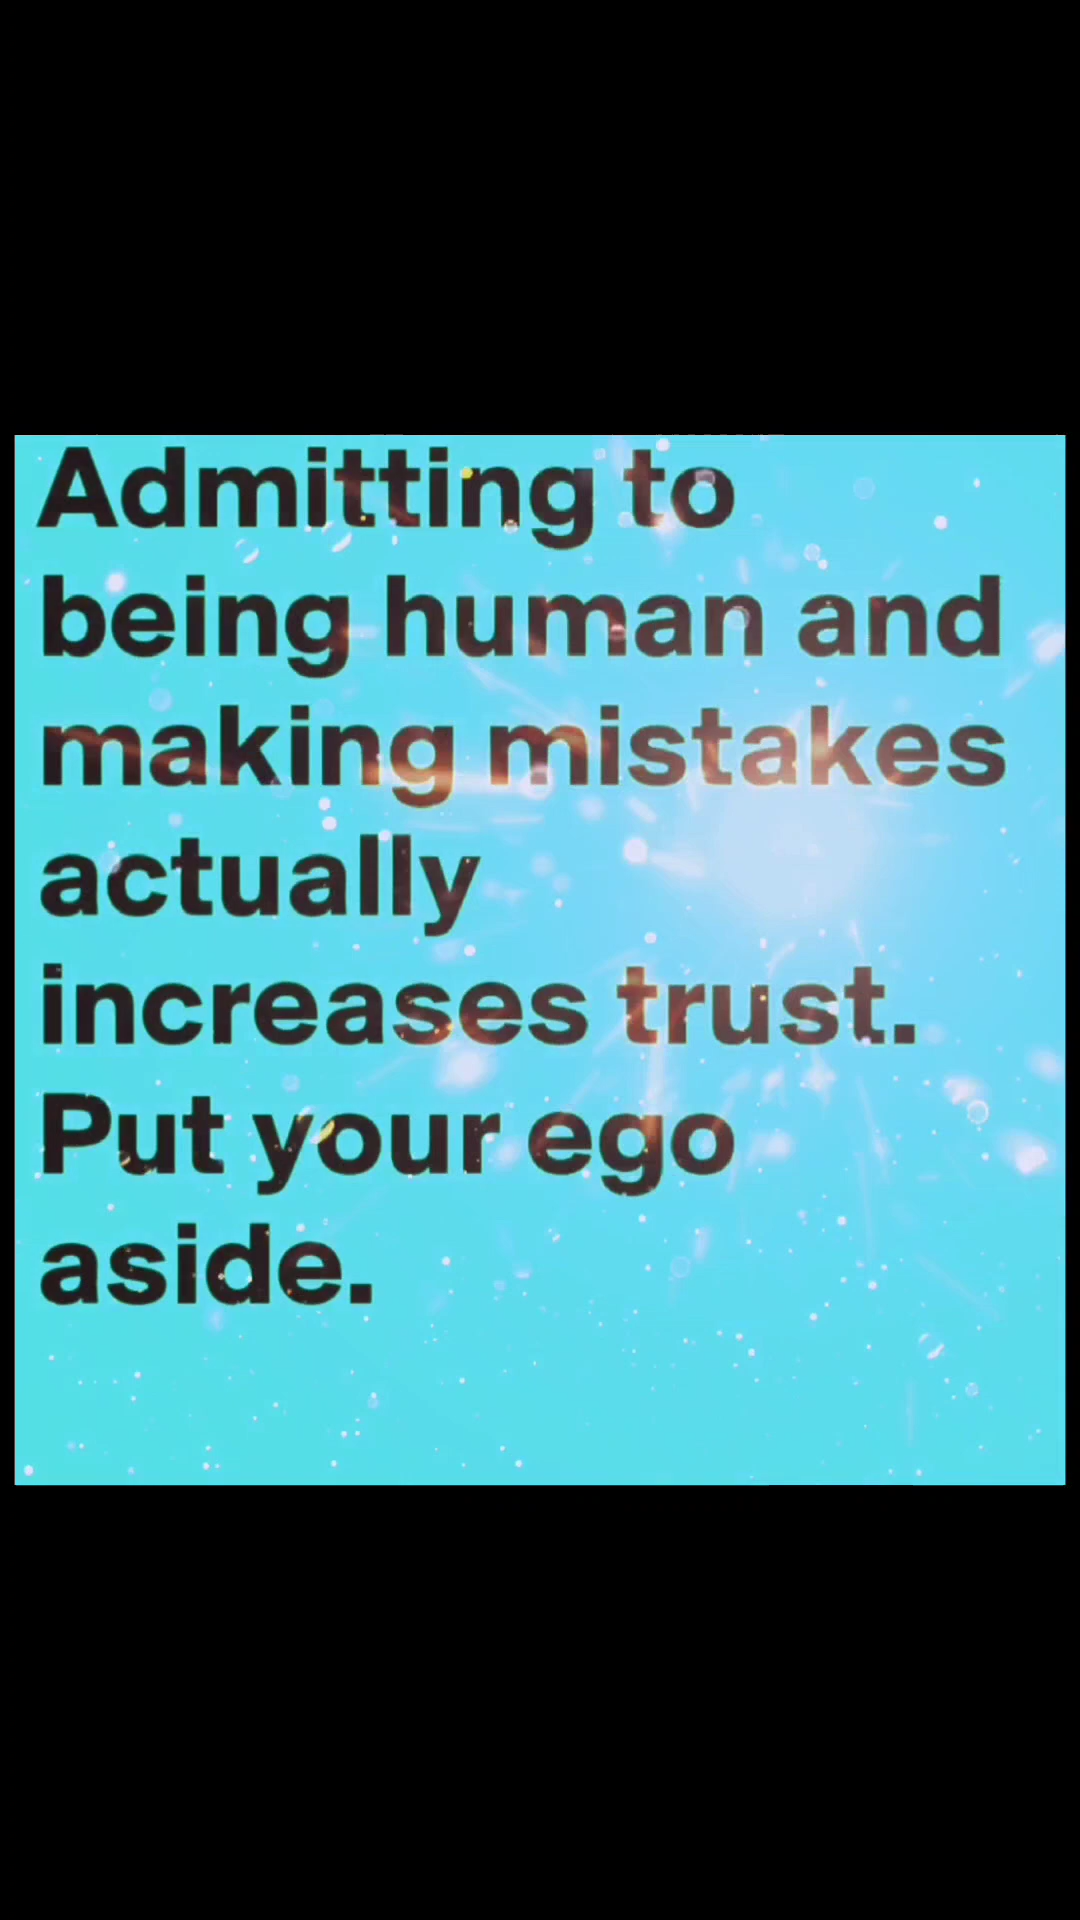 Admitting to
being human and
making mistakes
actually
increases trust.
Put your ego
aside.